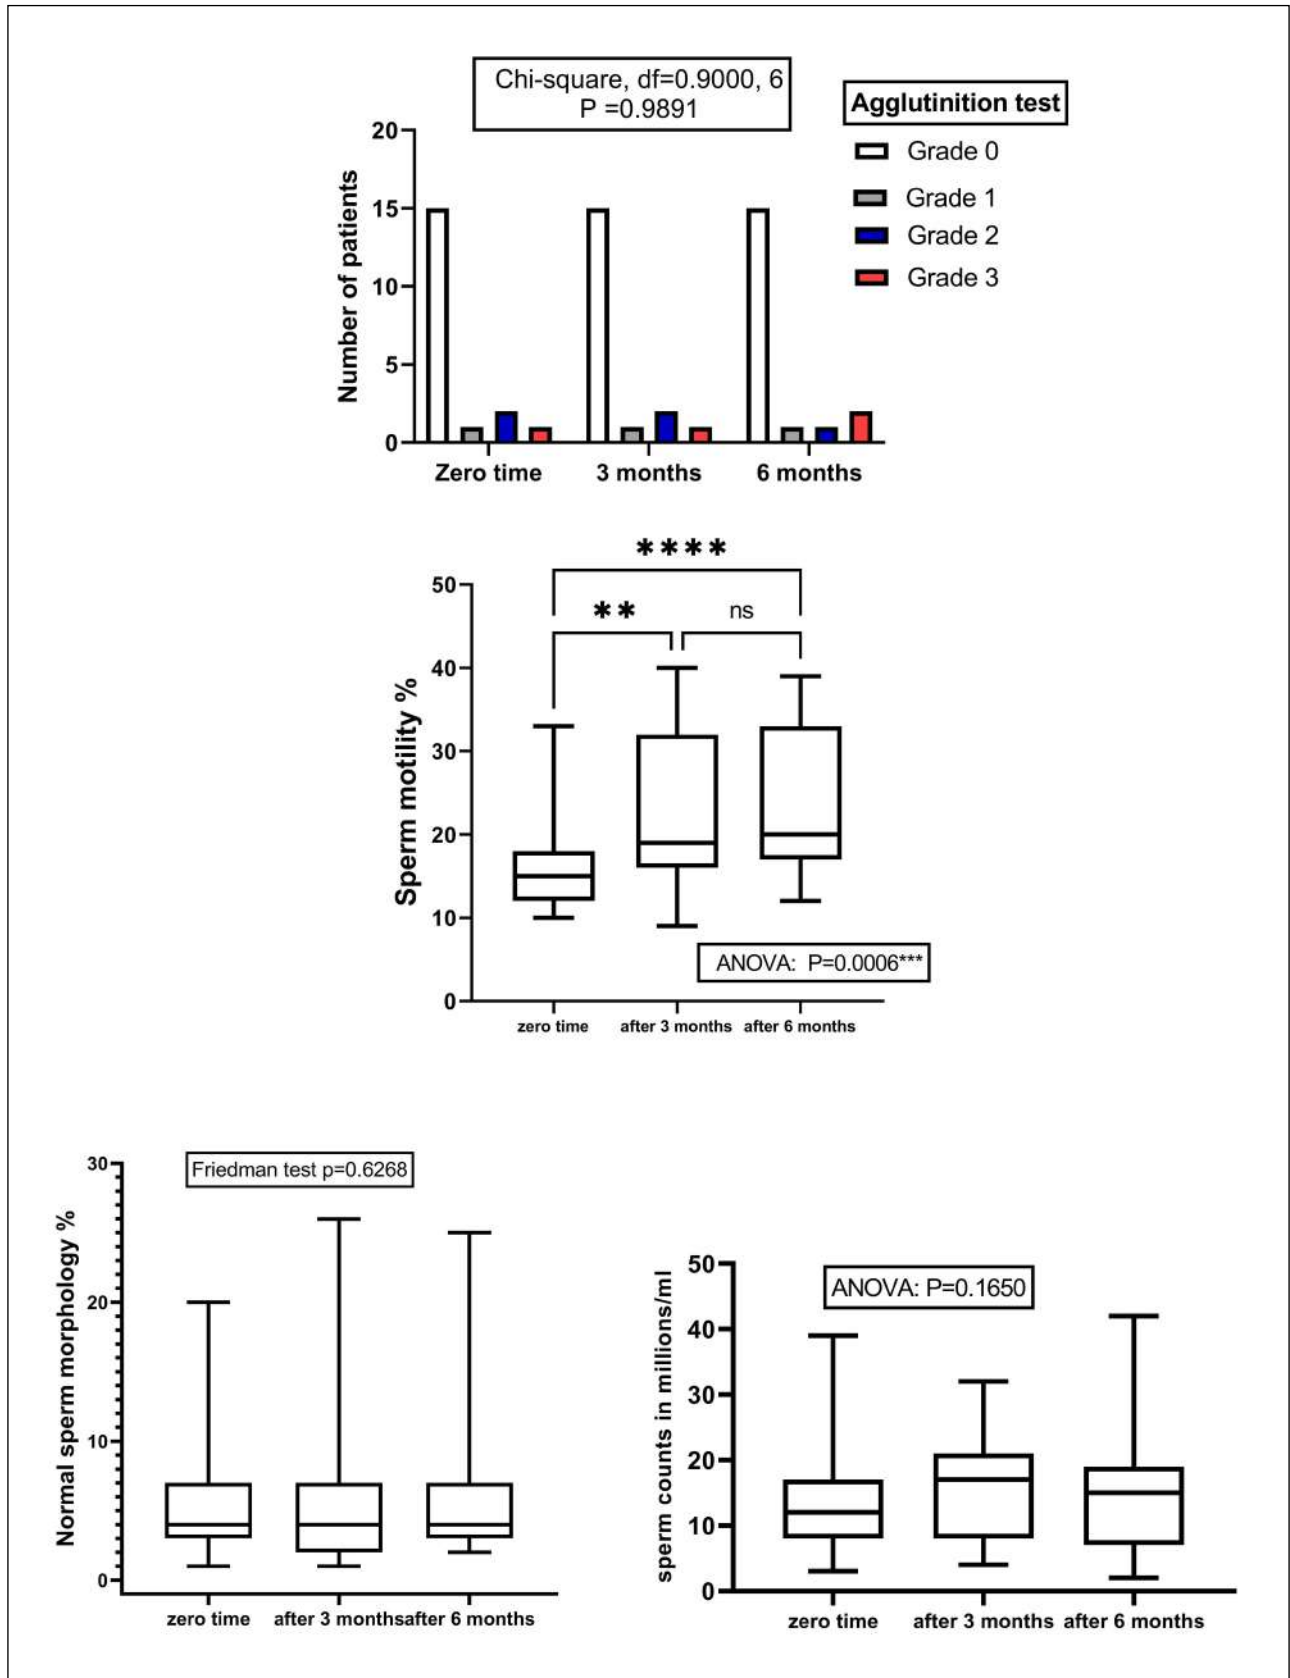 Chi-square, df=0.9000, 6
P =0.9891
Agglutinition test
Grade 0
Grade 1
Grade 2
Grade 3
Number of patients
20
15
10
5
0
Zero time 3 months 6 months
****
** ns
Sperm motility %
50
40
30
20
10
0
ANOVA: P=0.0006***
zero time after 3 months after 6 months
Friedman test p=0.6268
Normal sperm morphology %
30
20
10
0
zero time after 3 months after 6 months
ANOVA: P=0.1650
sperm counts in millions/ml
50
40
30
20
10
0
zero time after 3 months after 6 months